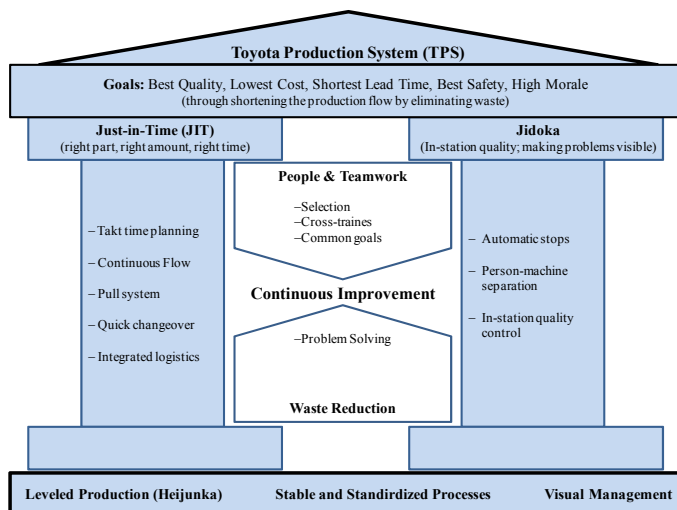 Toyota Production System (TPS)
Goals: Best Quality, Lowest Cost, Shortest Lead Time, Best Safety, High Morale
(through shortening the production flow by eliminating waste)
Just-in-Time (JIT)
(right part, right amount, right time)
– Takt time planning
– Continuous Flow
– Pull system
– Quick changeover
– Integrated logistics
People & Teamwork
–Selection
–Cross-traines
–Common goals
Continuous Improvement
–Problem Solving
Waste Reduction
Jidoka
(In-station quality; making problems visible)
– Automatic stops
– Person-machine
separation
– In-station quality
control
Leveled Production (Heijunka)
Stable and Standirdized Processes
Visual Management